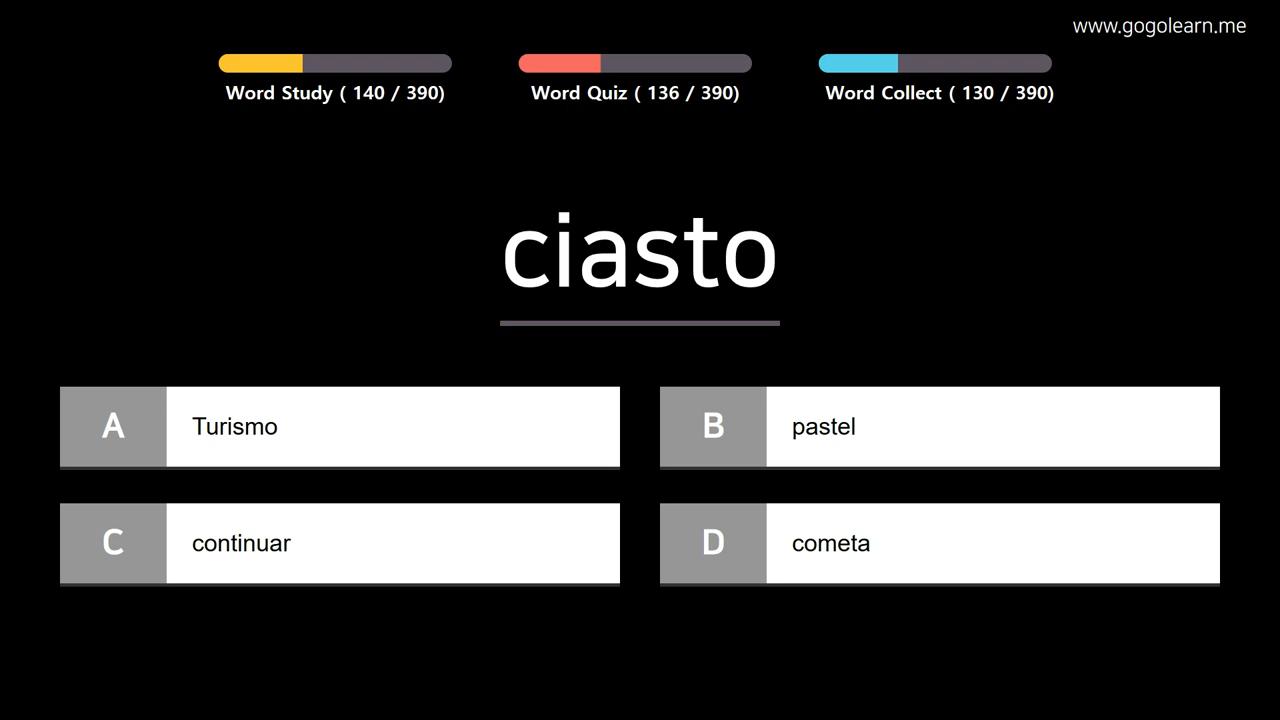 www.gogolearn.me
Word Study ( 140 / 390)
Word Quiz ( 136 / 390)
Word Collect ( 130 / 390)
ciasto
A Turismo
B pastel
C continuar
D cometa